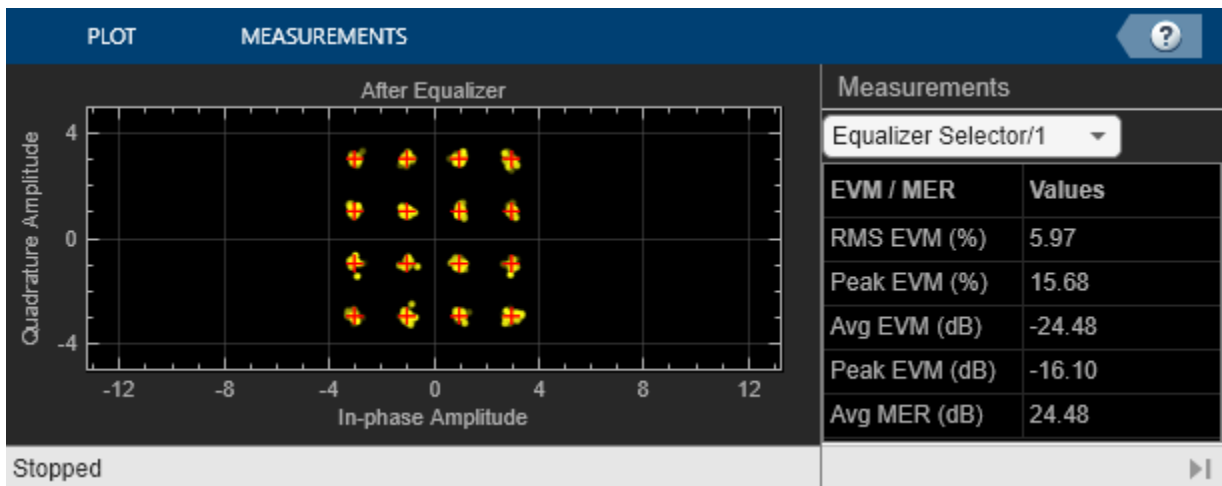 PLOT MEASUREMENTS ?
After Equalizer
Quadrature Amplitude
4
0
-4
-12 -8 -4 0 4 8 12
In-phase Amplitude
Measurements
Equalizer Selector/1
EVM / MER Values
RMS EVM (%) 5.97
Peak EVM (%) 15.68
Avg EVM (dB) -24.48
Peak EVM (dB) -16.10
Avg MER (dB) 24.48
Stopped